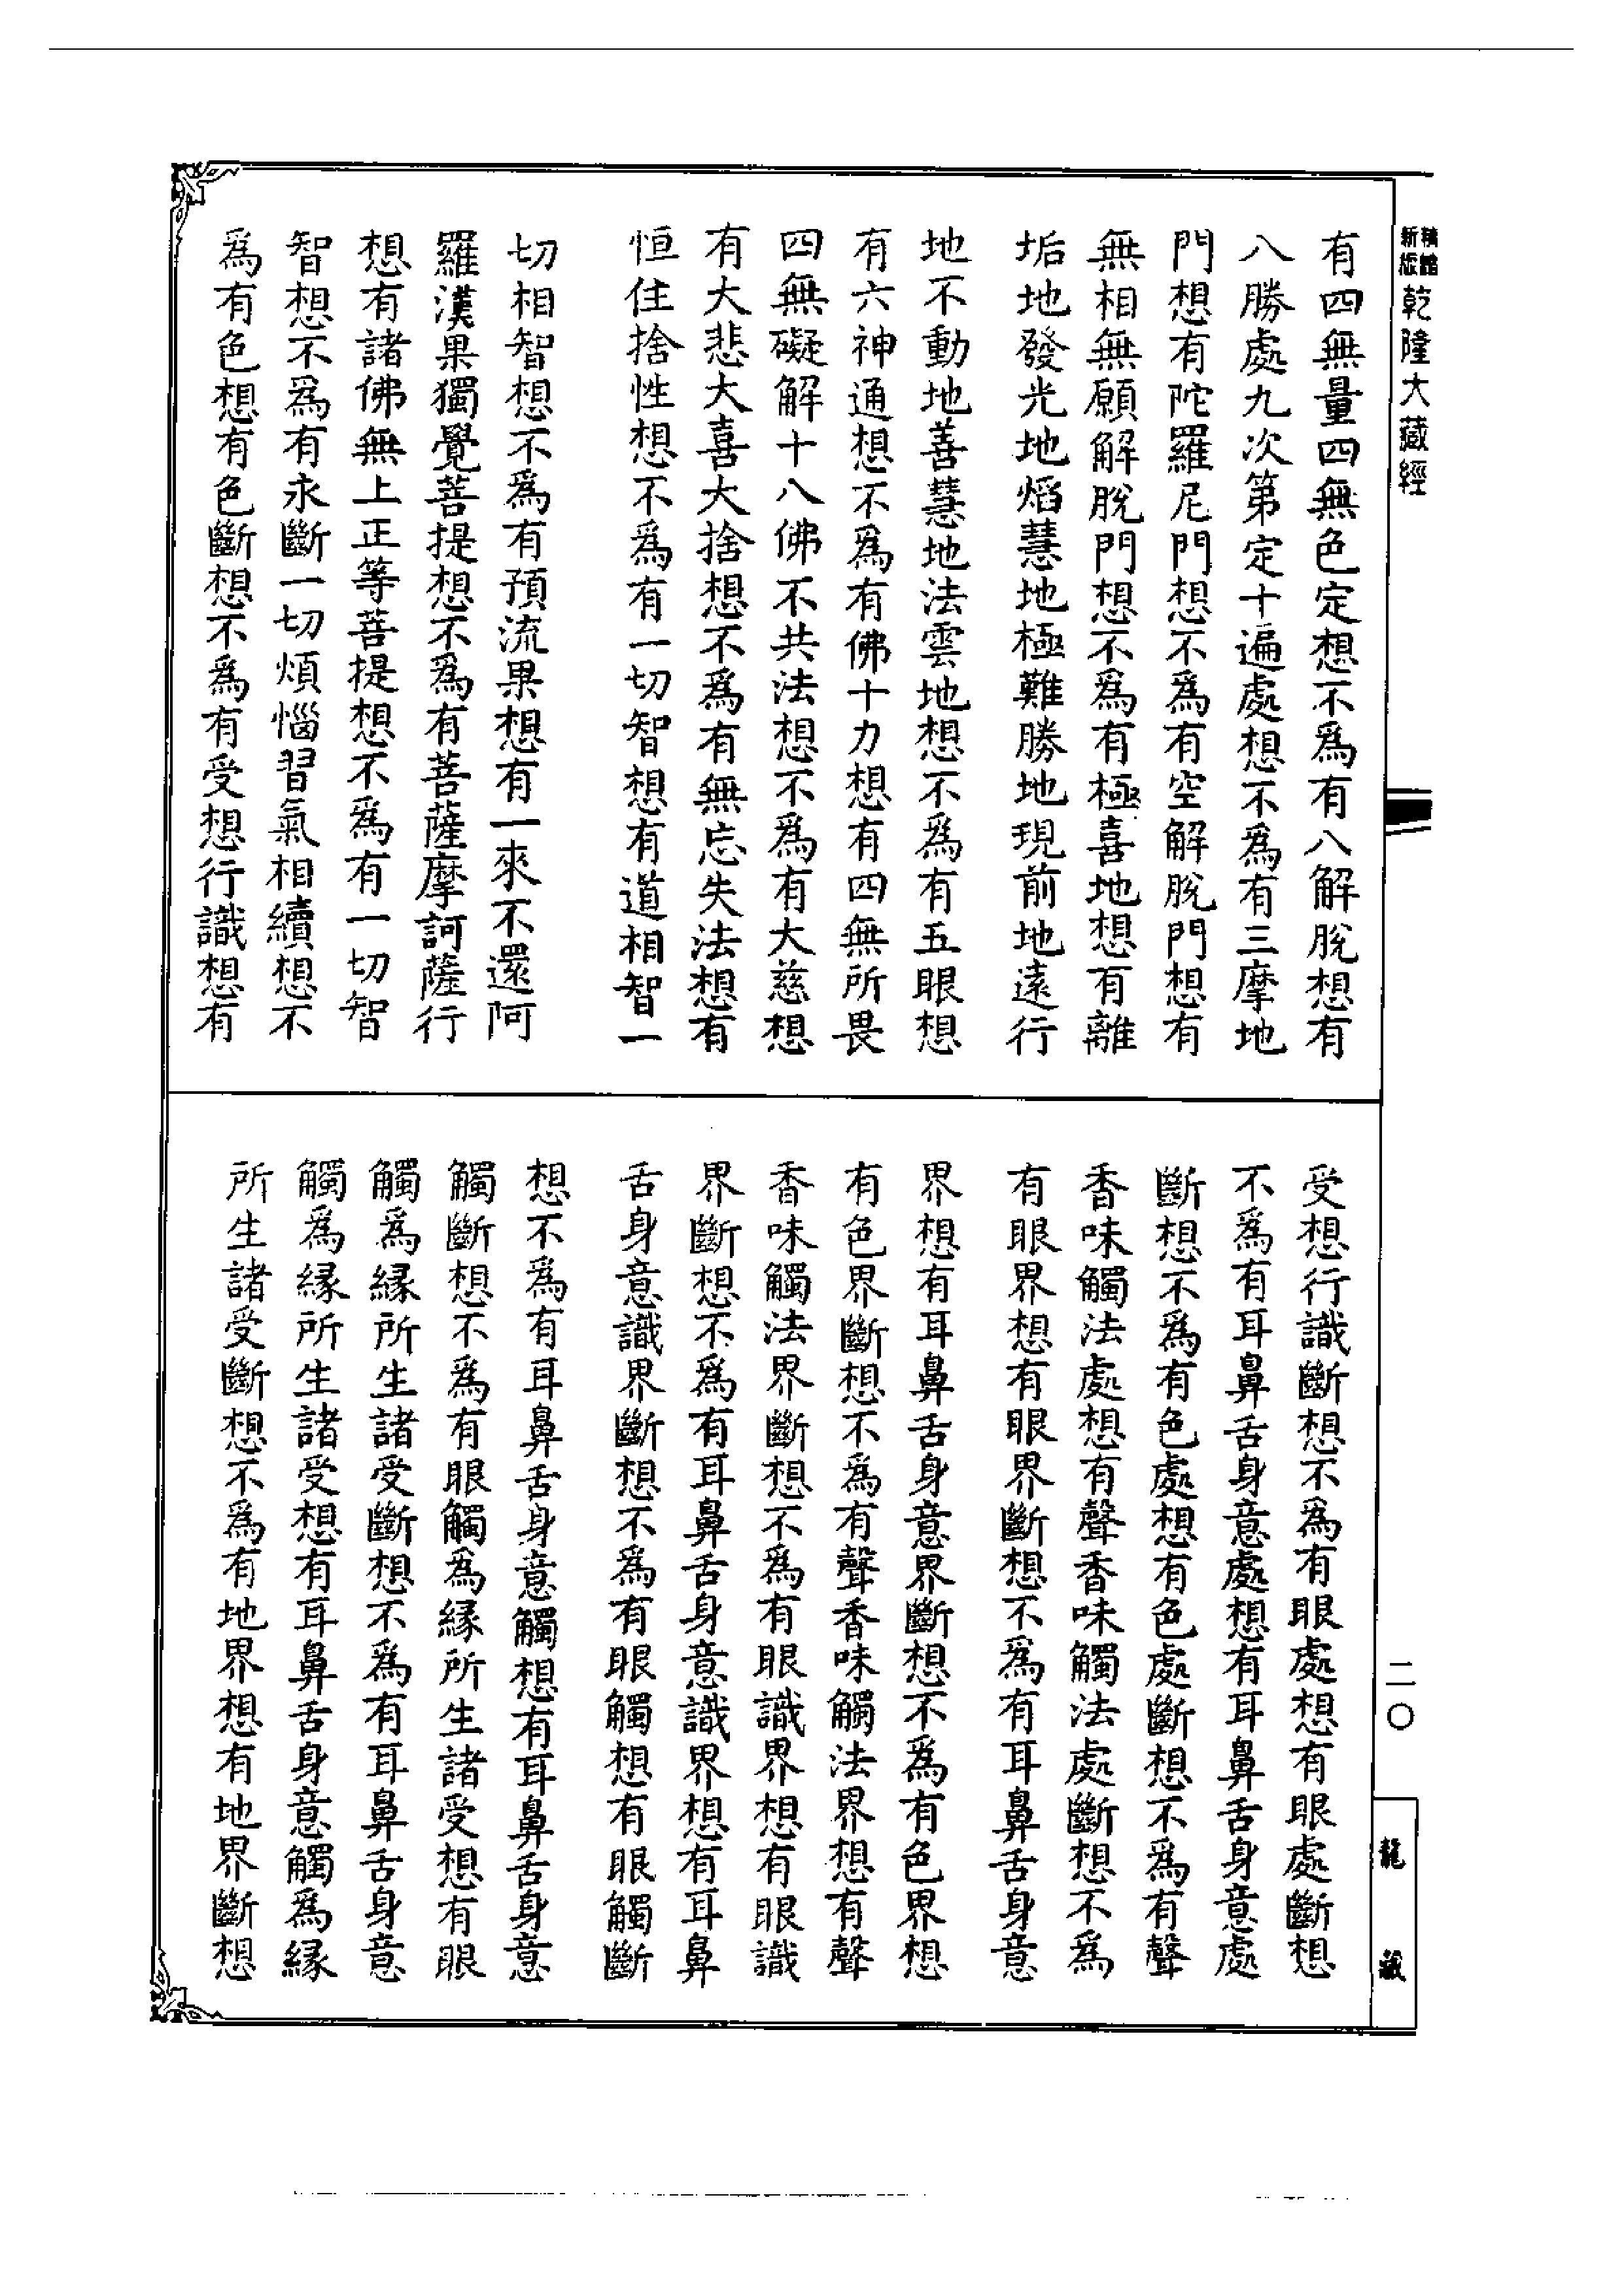 新版精縮乾隆大藏經
有四無量四無色定想不爲有八解脫想有
八勝處九次第定十遍處想不爲有三摩地
門想有陀羅尼門想不爲有空解脫門想有
無相無願解脫門想不爲有極喜地想有離
垢地發光地焰慧地極難勝地現前地遠行
地不動地善慧地法雲地想不爲有五眼想
有六神通想不爲有佛十力想有四無所畏
四無礙解十八佛不共法想不爲有大慈想
有大悲大喜大捨想不爲有無忘失法想有
恒住捨性想不爲有一切智想有道相智一
切相智想不爲有預流果想有一來不還阿
羅漢果獨覺菩提想不爲有菩薩摩訶薩行
想有諸佛無上正等菩提想不爲有一切智
智想不爲有永斷一切煩惱習氣相續想不
爲有色想有色斷想不爲有受想行識想有
受想行識斷想不爲有眼處想有眼處斷想
不爲有耳鼻舌身意處想有耳鼻舌身意處
斷想不爲有色處想有色處斷想不爲有聲
香味觸法處想有聲香味觸法處斷想不爲
有眼界想有眼界斷想不爲有耳鼻舌身意
界想有耳鼻舌身意界斷想不爲有色界想
有色界斷想不爲有聲香味觸法界想有聲
香味觸法界斷想不爲有眼識界想有眼識
界斷想不爲有耳鼻舌身意識界想有耳鼻
舌身意識界斷想不爲有眼觸想有眼觸斷
想不爲有耳鼻舌身意觸想有耳鼻舌身意
觸斷想不爲有眼觸爲緣所生諸受想有眼
觸爲緣所生諸受斷想不爲有耳鼻舌身意
觸爲緣所生諸受想有耳鼻舌身意觸爲緣
所生諸受斷想不爲有地界想有地界斷想
二〇
龍藏